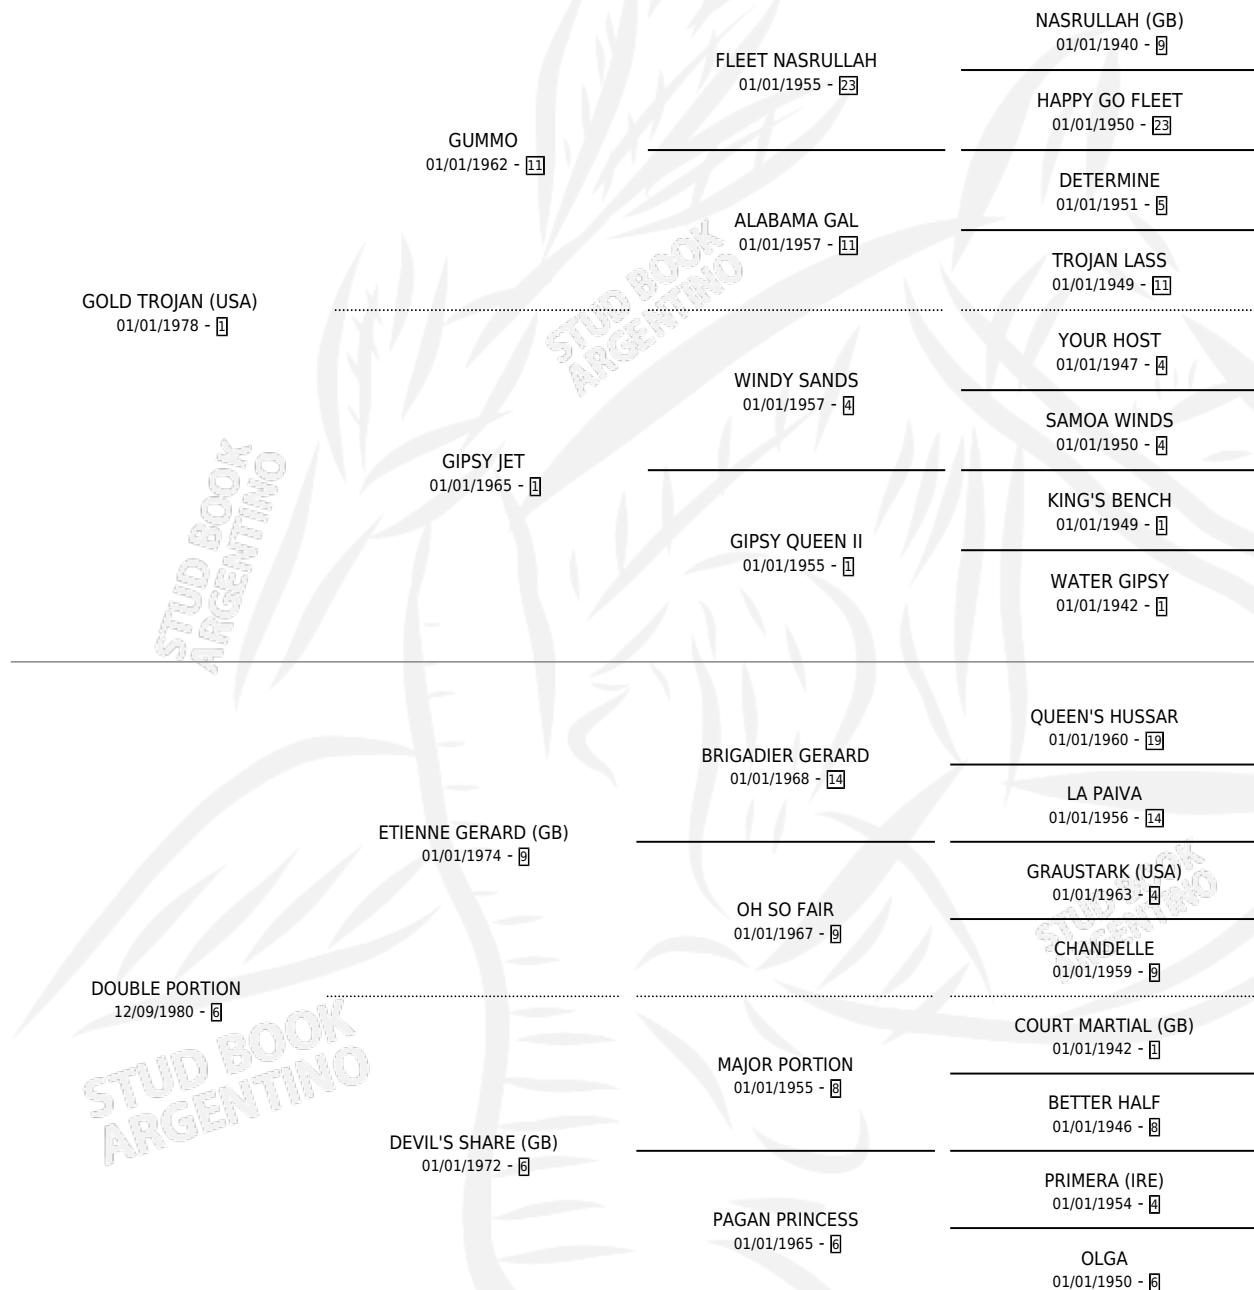 NASRULLAH (GB)
01/01/1940 - 9
FLEET NASRULLAH
01/01/1955 - 23
HAPPY GO FLEET
01/01/1950 - 23
GUMMO
01/01/1962 - 11
DETERMINE
01/01/1951 - 5
ALABAMA GAL
01/01/1957 - 11
TROJAN LASS
01/01/1949 - 11
GOLD TROJAN (USA)
01/01/1978 - 1
YOUR HOST
01/01/1947 - 4
WINDY SANDS
01/01/1957 - 4
SAMOA WINDS
01/01/1950 - 4
GIPSY JET
01/01/1965 - 1
KING'S BENCH
01/01/1949 - 1
GIPSY QUEEN II
01/01/1955 - 1
WATER GIPSY
01/01/1942 - 1
QUEEN'S HUSSAR
01/01/1960 - 19
BRIGADIER GERARD
01/01/1968 - 14
LA PAIVA
01/01/1956 - 14
ETIENNE GERARD (GB)
01/01/1974 - 9
GRAUSTARK (USA)
01/01/1963 - 4
OH SO FAIR
01/01/1967 - 9
CHANDELLE
01/01/1959 - 9
DOUBLE PORTION
12/09/1980 - 6
COURT MARTIAL (GB)
01/01/1942 - 1
MAJOR PORTION
01/01/1955 - 8
BETTER HALF
01/01/1946 - 8
DEVIL'S SHARE (GB)
01/01/1972 - 6
PRIMERA (IRE)
01/01/1954 - 4
PAGAN PRINCESS
01/01/1965 - 6
OLGA
01/01/1950 - 6
STUD BOOK
ARGENTINO
STUD BOOK
ARGENTINO
STUD BOOK
ARGENTINO
STUD BOOK
ARGENTINO